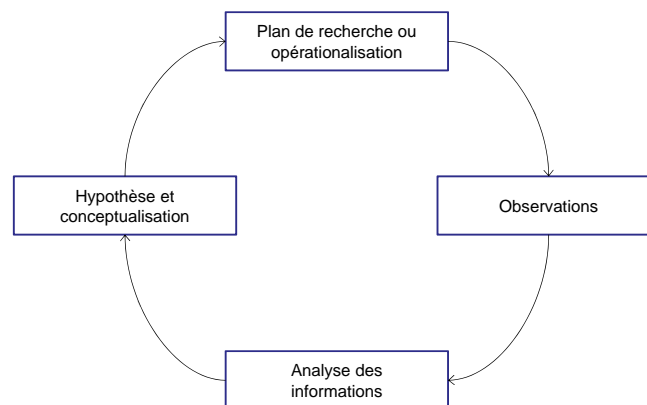 Plan de recherche ou
opérationalisation
Hypothèse et
conceptualisation
Observations
Analyse des
informations